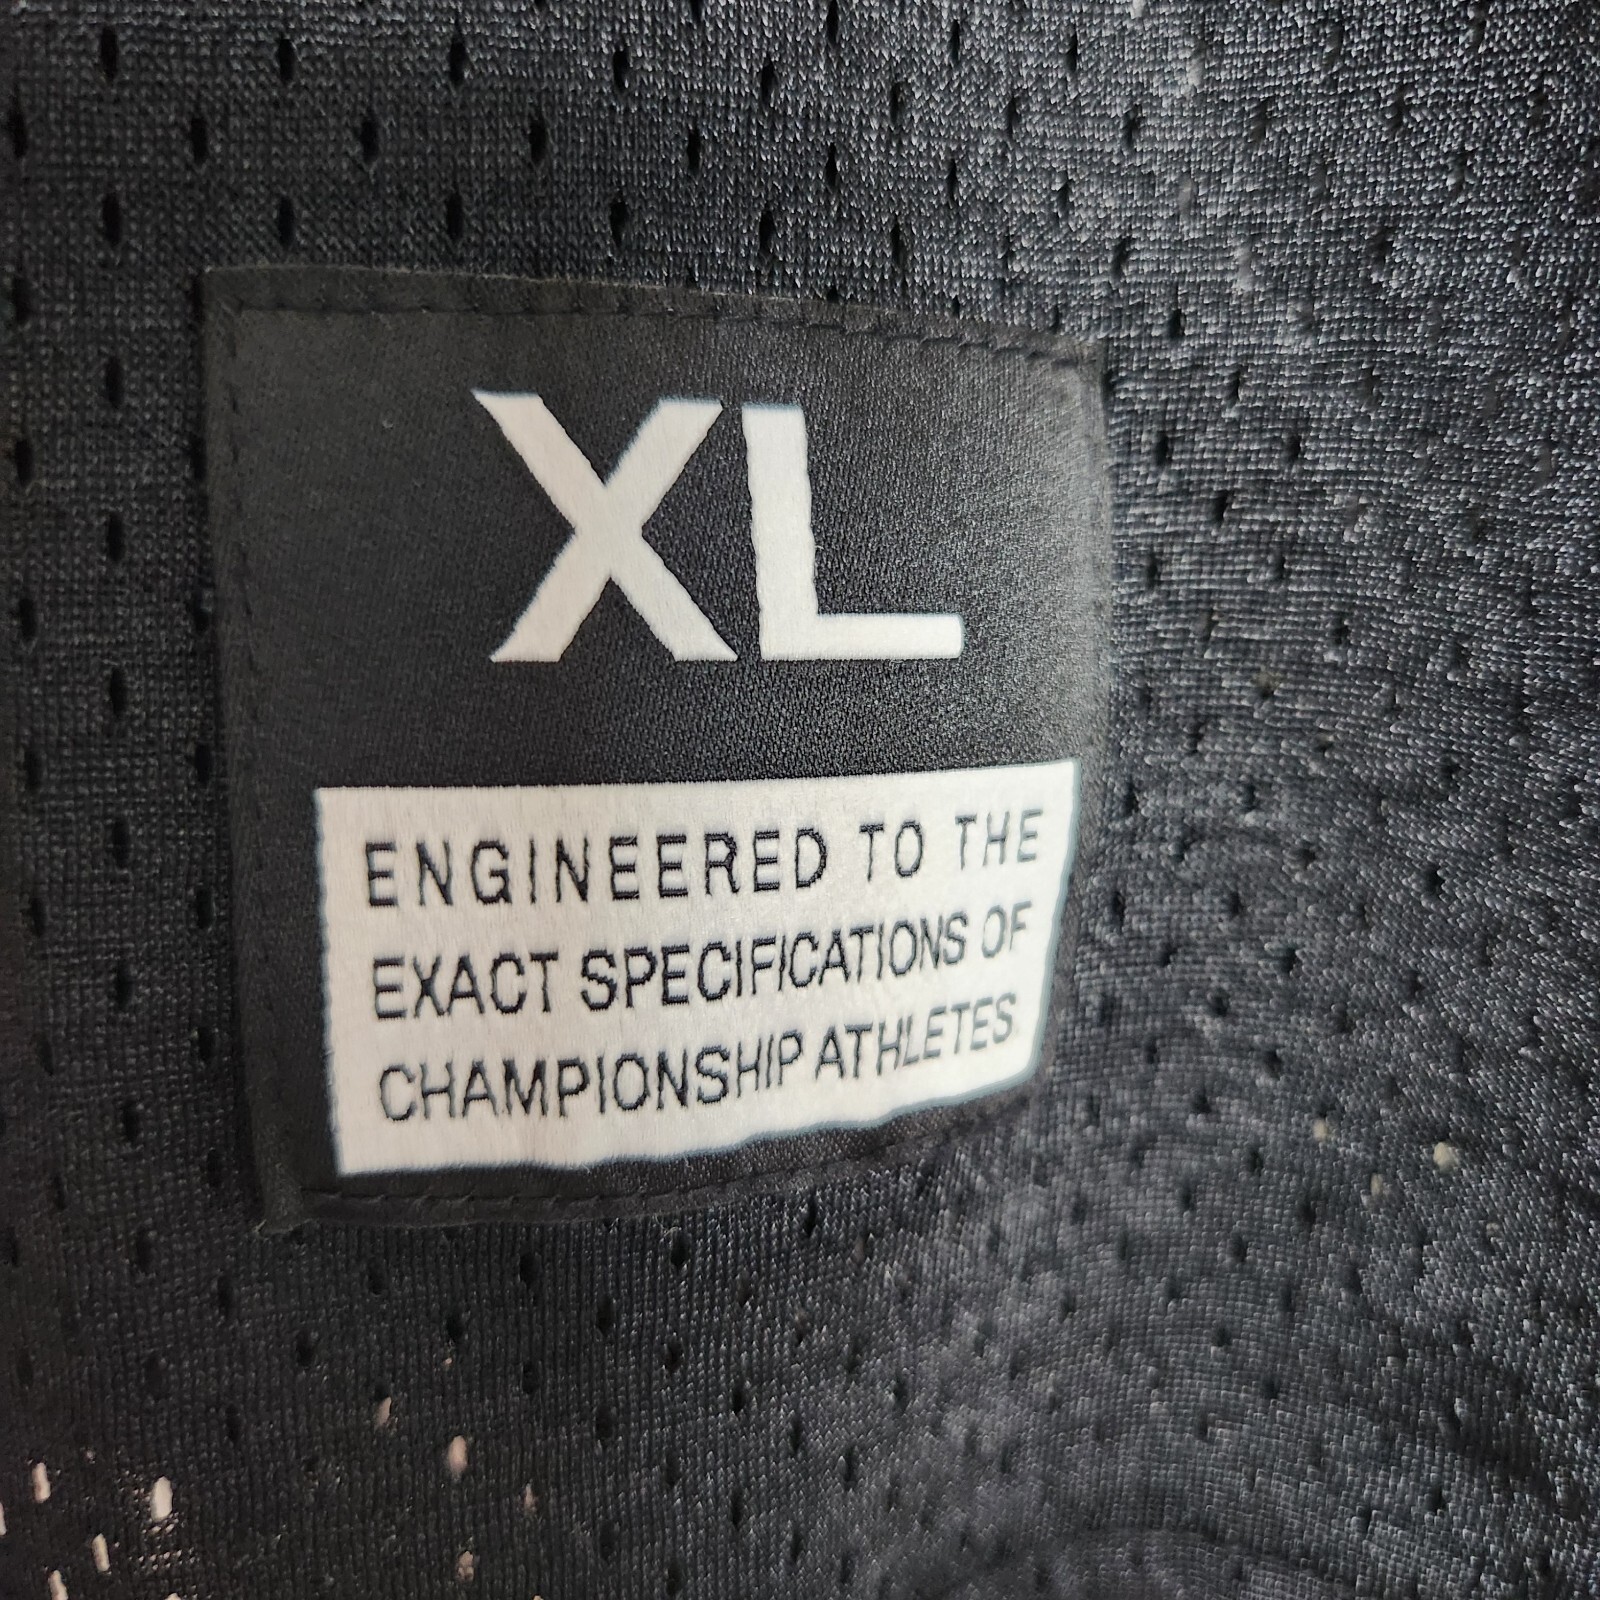 XL
ENGINEERED TO THE
EXACT SPECIFICATIONS OF
CHAMPIONSHIP ATHLETES